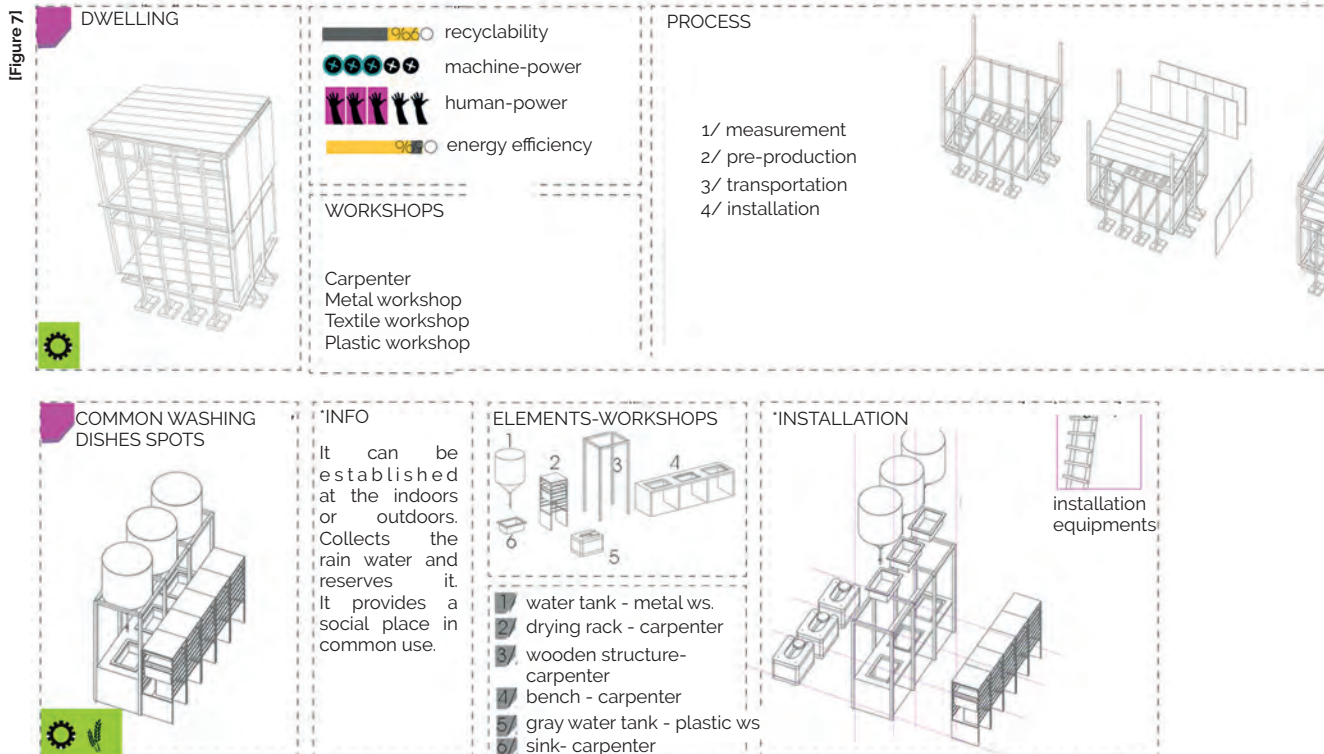 [Figure 7]
DWELLING
recyclability
machine-power
human-power
energy efficiency
WORKSHOPS
Carpenter
Metal workshop
Textile workshop
Plastic workshop
PROCESS
1/ measurement
2/ pre-production
3/ transportation
4/ installation
COMMON WASHING
DISHES SPOTS
*INFO
It can be
established
at the indoors
or outdoors.
Collects the
rain water and
reserves it.
It provides a
social place in
common use.
ELEMENTS-WORKSHOPS
1
2
3
4
6
5
1/ water tank - metal ws.
2/ drying rack - carpenter
3/ wooden structure-
carpenter
4/ bench - carpenter
5/ gray water tank - plastic ws
6/ sink- carpenter
*INSTALLATION
installation
equipments